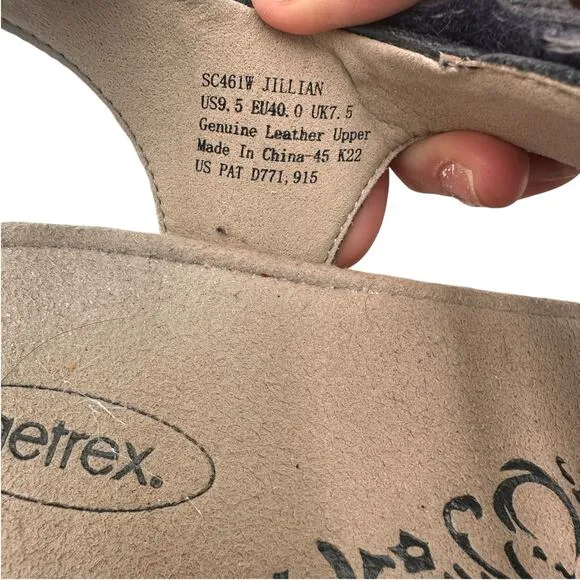 SC461W JILLIAN
US9.5 EU40.0 UK7.5
Genuine Leather Upper
Made In China-45 K22
US PAT D771,915
getrex.